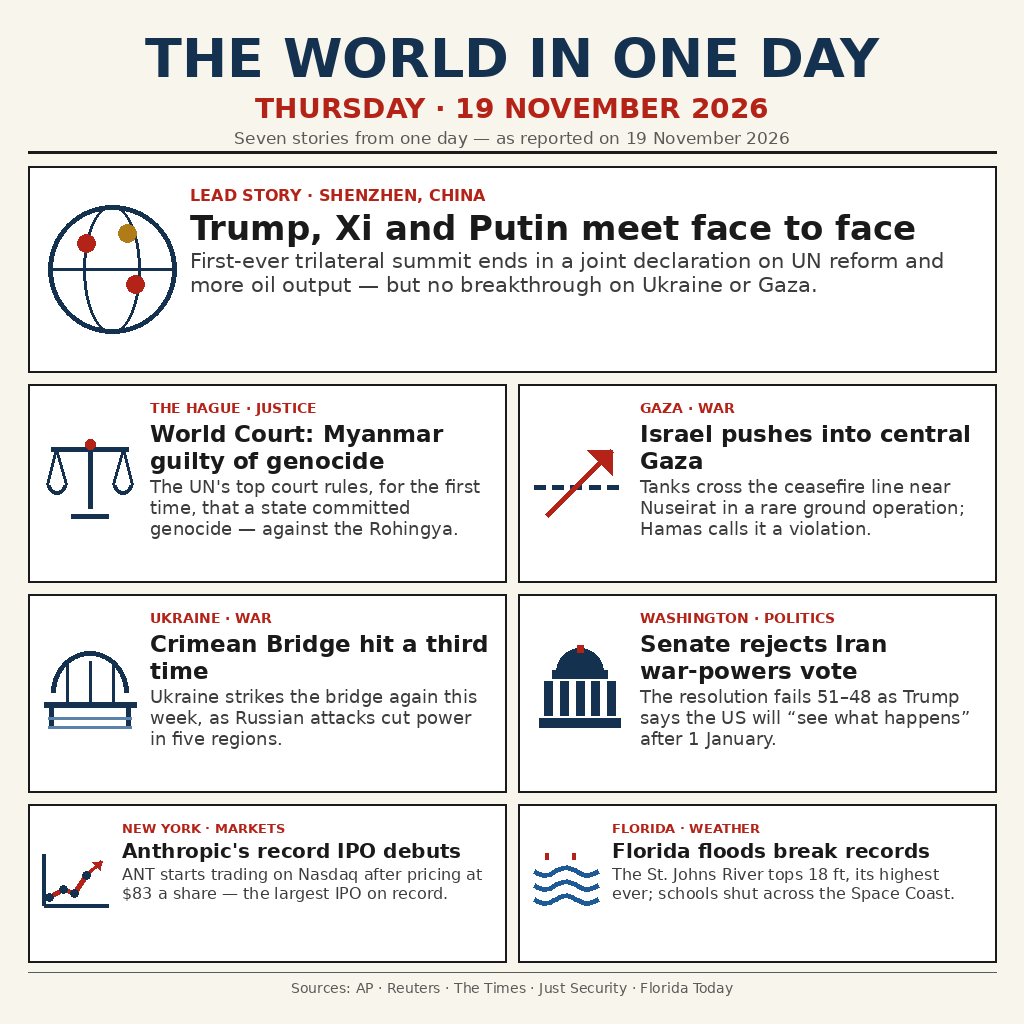 THE WORLD IN ONE DAY
THURSDAY · 19 NOVEMBER 2026
Seven stories from one day — as reported on 19 November 2026
LEAD STORY · SHENZHEN, CHINA
Trump, Xi and Putin meet face to face
First-ever trilateral summit ends in a joint declaration on UN reform and
more oil output — but no breakthrough on Ukraine or Gaza.
THE HAGUE · JUSTICE
World Court: Myanmar
guilty of genocide
The UN's top court rules, for the first
time, that a state committed
genocide — against the Rohingya.
GAZA · WAR
Israel pushes into central
Gaza
Tanks cross the ceasefire line near
Nuseirat in a rare ground operation;
Hamas calls it a violation.
UKRAINE · WAR
Crimean Bridge hit a third
time
Ukraine strikes the bridge again this
week, as Russian attacks cut power
in five regions.
WASHINGTON · POLITICS
Senate rejects Iran
war-powers vote
The resolution fails 51–48 as Trump
says the US will “see what happens”
after 1 January.
NEW YORK · MARKETS
Anthropic's record IPO debuts
ANT starts trading on Nasdaq after pricing at
$83 a share — the largest IPO on record.
FLORIDA · WEATHER
Florida floods break records
The St. Johns River tops 18 ft, its highest
ever; schools shut across the Space Coast.
Sources: AP · Reuters · The Times · Just Security · Florida Today